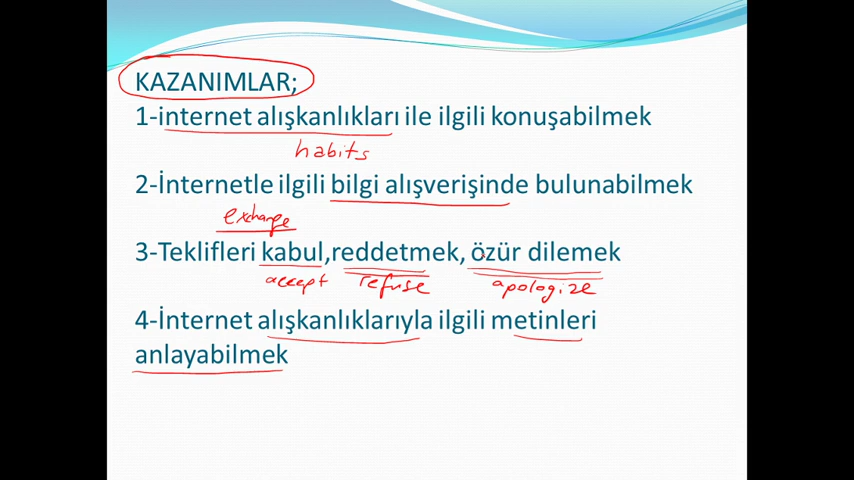 KAZANIMLAR;
1-internet alışkanlıkları ile ilgili konuşabilmek
habits
2-İnternetle ilgili bilgi alışverişinde bulunabilmek
exchange
3-Teklifleri kabul,reddetmek, özür dilemek
accept refuse apologize
4-İnternet alışkanlıklarıyla ilgili metinleri
anlayabilmek